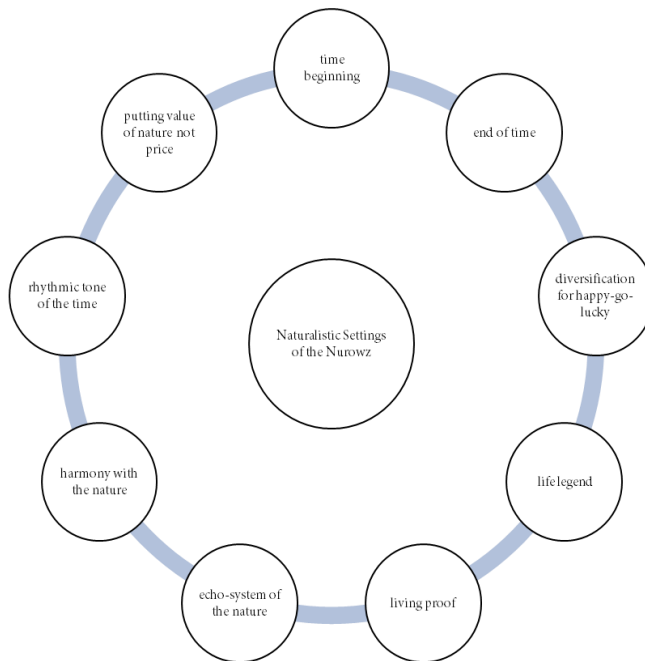 time
beginning
end of time
diversification
for happy-go-
lucky
life legend
living proof
echo-system of
the nature
harmony with
the nature
rhythmic tone
of the time
putting value
of nature not
price
Naturalistic Settings
of the Nurowz